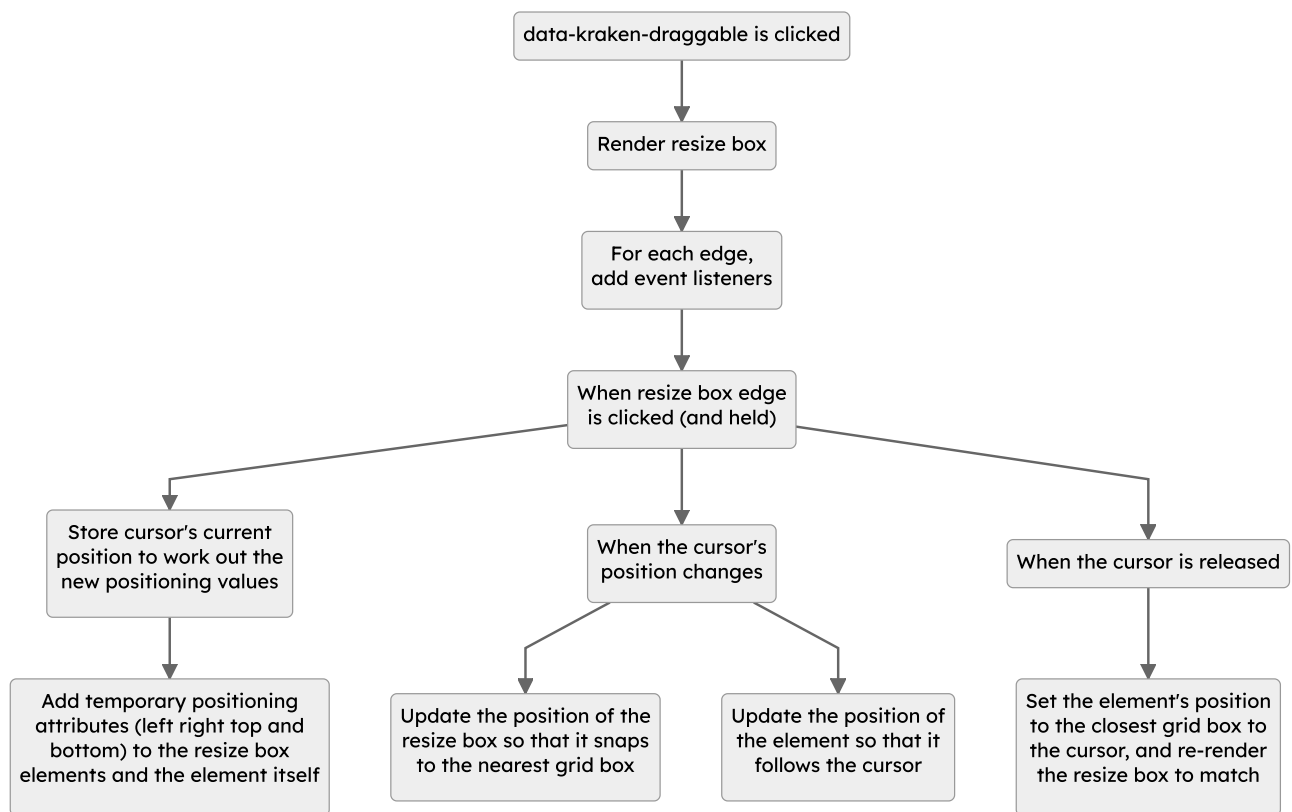 data-kraken-draggable is clicked
Render resize box
For each edge,
add event listeners
When resize box edge
is clicked (and held)
Store cursor's current
position to work out the
new positioning values
When the cursor's
position changes
When the cursor is released
Add temporary positioning
attributes (left right top and
bottom) to the resize box
elements and the element itself
Update the position of the
resize box so that it snaps
to the nearest grid box
Update the position of
the element so that it
follows the cursor
Set the element's position
to the closest grid box to
the cursor, and re-render
the resize box to match